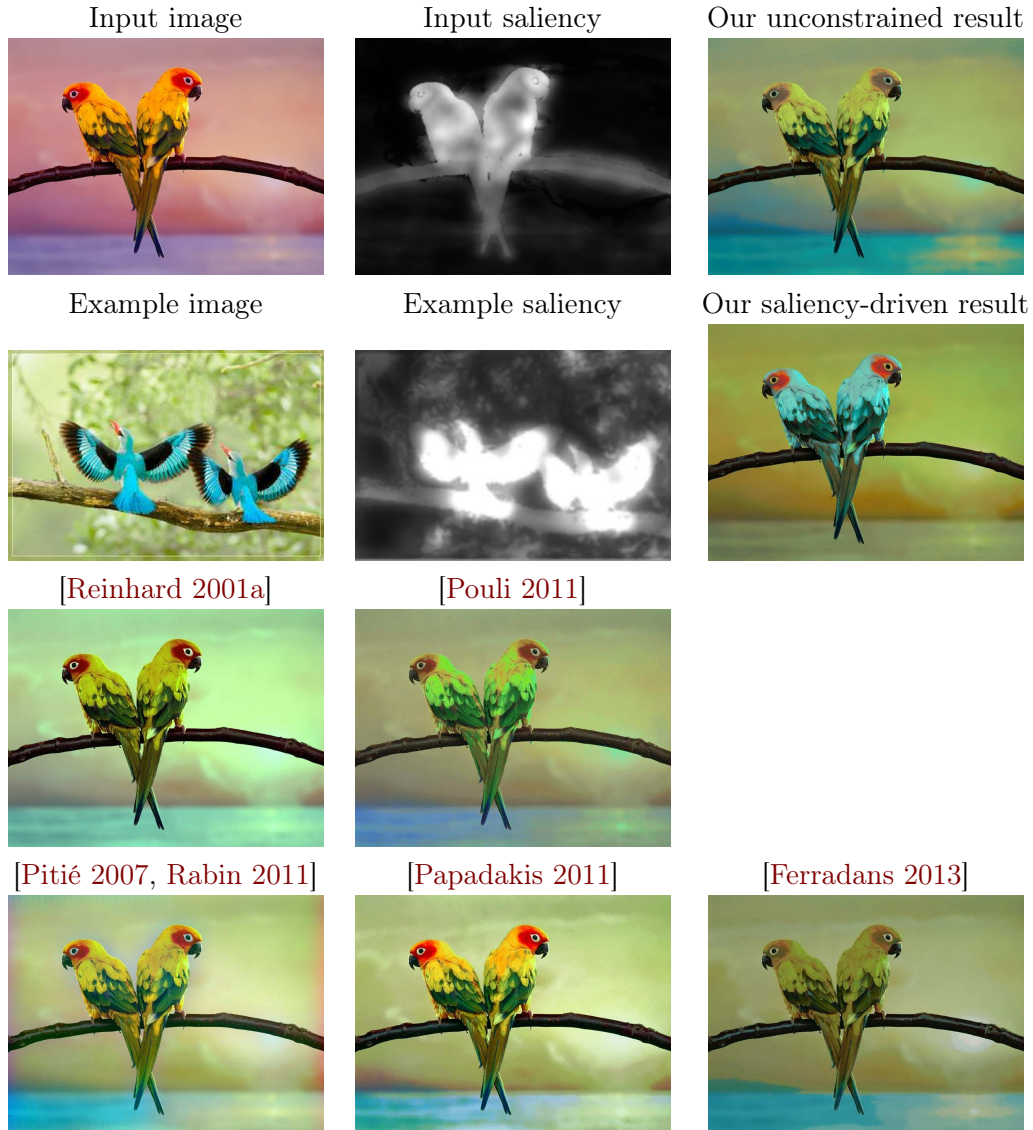 Input image
Input saliency
Our unconstrained result
Example image
Example saliency
Our saliency-driven result
[Reinhard 2001a]
[Pouli 2011]
[Pitié 2007, Rabin 2011]
[Papadakis 2011]
[Ferradans 2013]